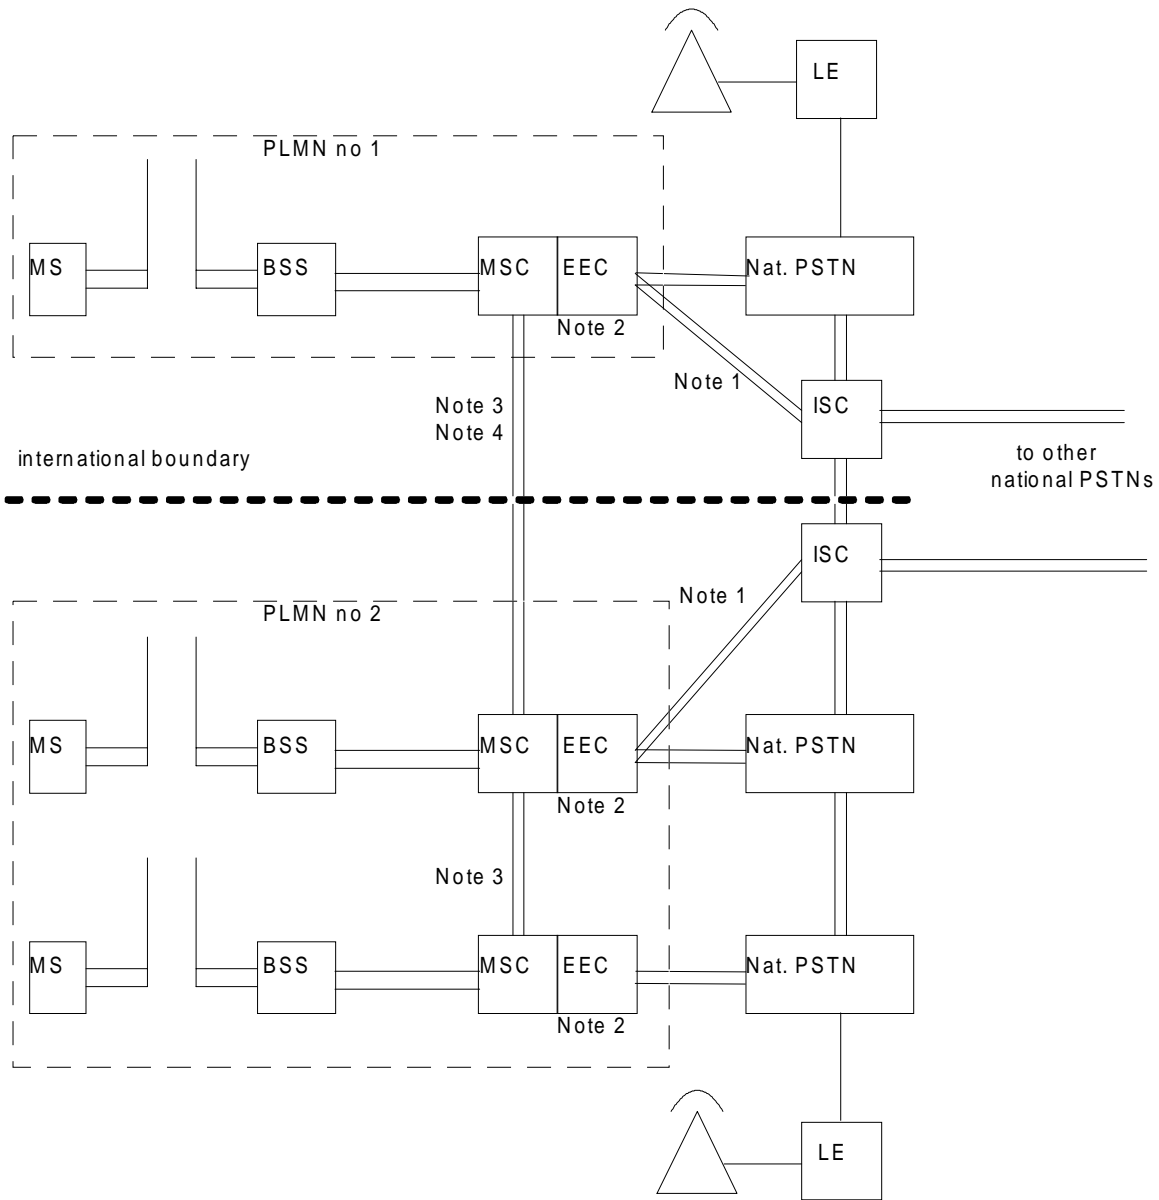 LE
PLMN no 1
MS
BSS
MSC
EEC
Nat. PSTN
Note 2
Note 1
Note 3
Note 4
ISC
international boundary
to other
national PSTNs
ISC
Note 1
PLMN no 2
MS
BSS
MSC
EEC
Nat. PSTN
Note 2
Note 3
MS
BSS
MSC
EEC
Nat. PSTN
Note 2
LE